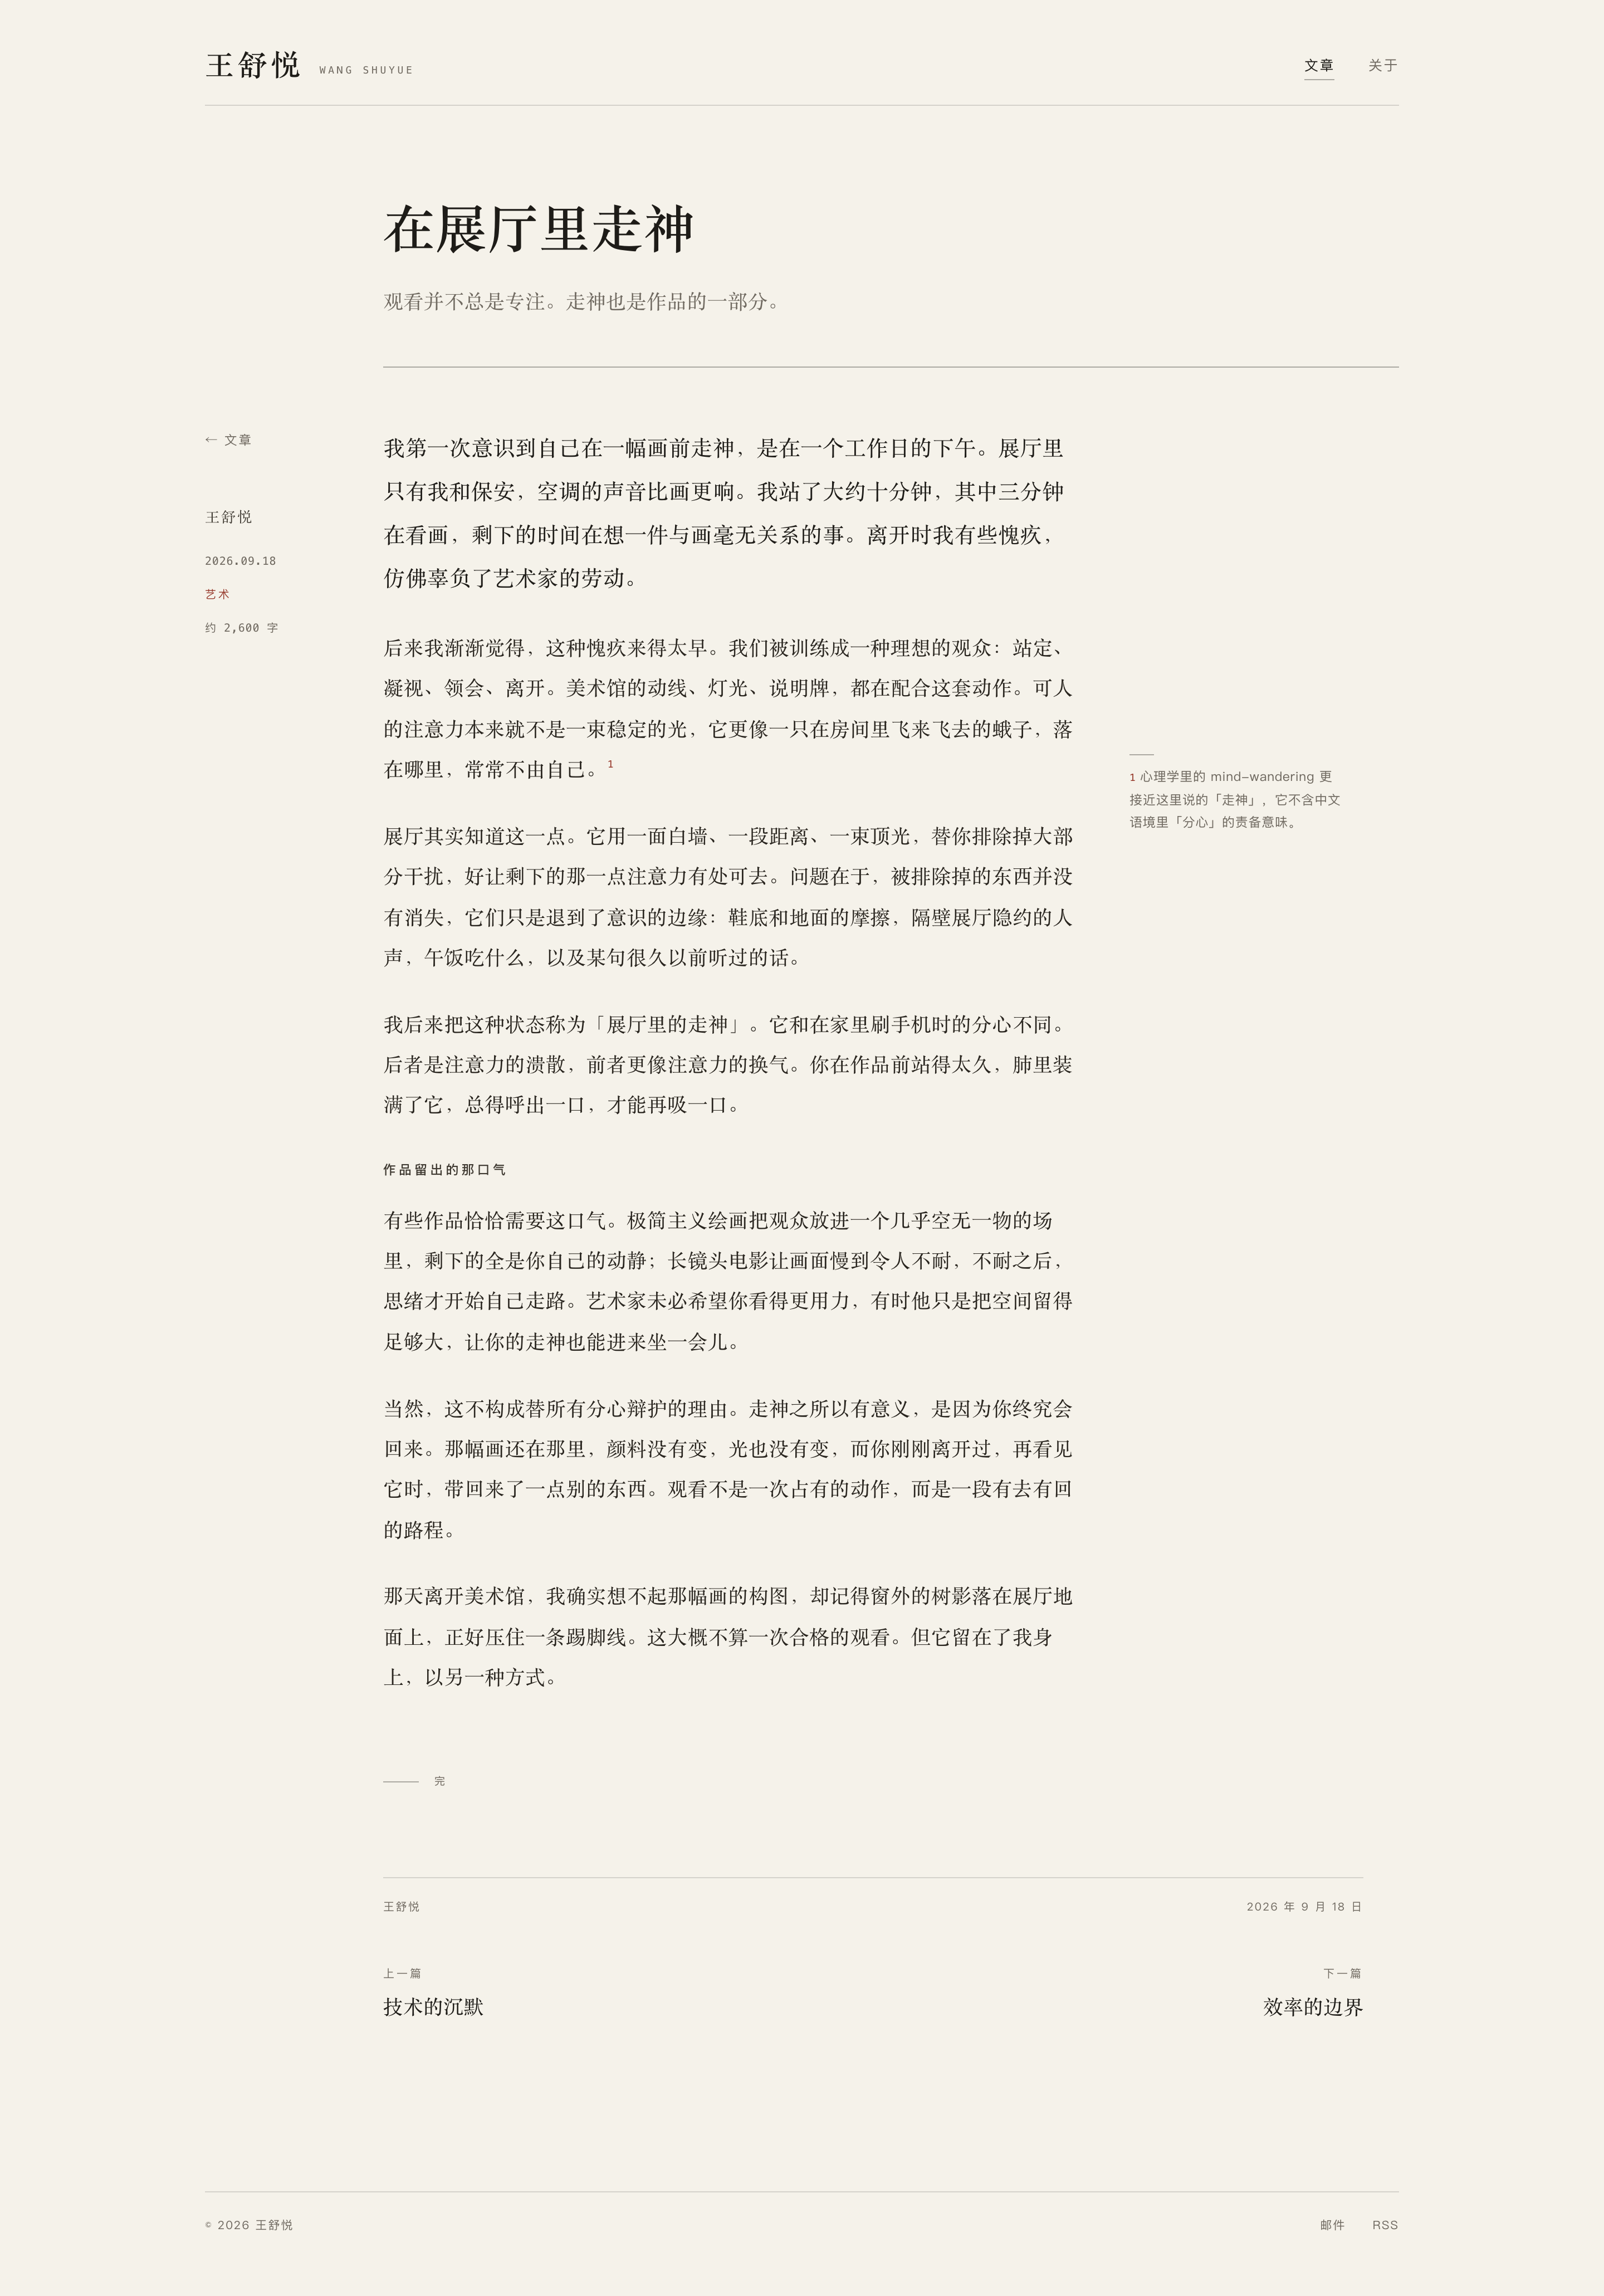 王舒悦 WANG SHUYUE
文章 关于
在展厅里走神
观看并不总是专注。走神也是作品的一部分。
← 文章
王舒悦
2026.09.18
艺术
约 2,600 字
我第一次意识到自己在一幅画前走神，是在一个工作日的下午。展厅里
只有我和保安，空调的声音比画更响。我站了大约十分钟，其中三分钟
在看画，剩下的时间在想一件与画毫无关系的事。离开时我有些愧疚，
仿佛辜负了艺术家的劳动。
后来我渐渐觉得，这种愧疚来得太早。我们被训练成一种理想的观众：站定、
凝视、领会、离开。美术馆的动线、灯光、说明牌，都在配合这套动作。可人
的注意力本来就不是一束稳定的光，它更像一只在房间里飞来飞去的蛾子，落
在哪里，常常不由自己。1
1 心理学里的 mind-wandering 更
接近这里说的「走神」，它不含中文
语境里「分心」的责备意味。
展厅其实知道这一点。它用一面白墙、一段距离、一束顶光，替你排除掉大部
分干扰，好让剩下的那一点注意力有处可去。问题在于，被排除掉的东西并没
有消失，它们只是退到了意识的边缘：鞋底和地面的摩擦，隔壁展厅隐约的人
声，午饭吃什么，以及某句很久以前听过的话。
我后来把这种状态称为「展厅里的走神」。它和在家里刷手机时的分心不同。
后者是注意力的溃散，前者更像注意力的换气。你在作品前站得太久，肺里装
满了它，总得呼出一口，才能再吸一口。
作品留出的那口气
有些作品恰恰需要这口气。极简主义绘画把观众放进一个几乎空无一物的场
里，剩下的全是你自己的动静；长镜头电影让画面慢到令人不耐，不耐之后，
思绪才开始自己走路。艺术家未必希望你看得更用力，有时他只是把空间留得
足够大，让你的走神也能进来坐一会儿。
当然，这不构成替所有分心辩护的理由。走神之所以有意义，是因为你终究会
回来。那幅画还在那里，颜料没有变，光也没有变，而你刚刚离开过，再看见
它时，带回来了一点别的东西。观看不是一次占有的动作，而是一段有去有回
的路程。
那天离开美术馆，我确实想不起那幅画的构图，却记得窗外的树影落在展厅地
面上，正好压住一条踢脚线。这大概不算一次合格的观看。但它留在了我身
上，以另一种方式。
完
王舒悦
2026 年 9 月 18 日
上一篇
技术的沉默
下一篇
效率的边界
© 2026 王舒悦
邮件 RSS